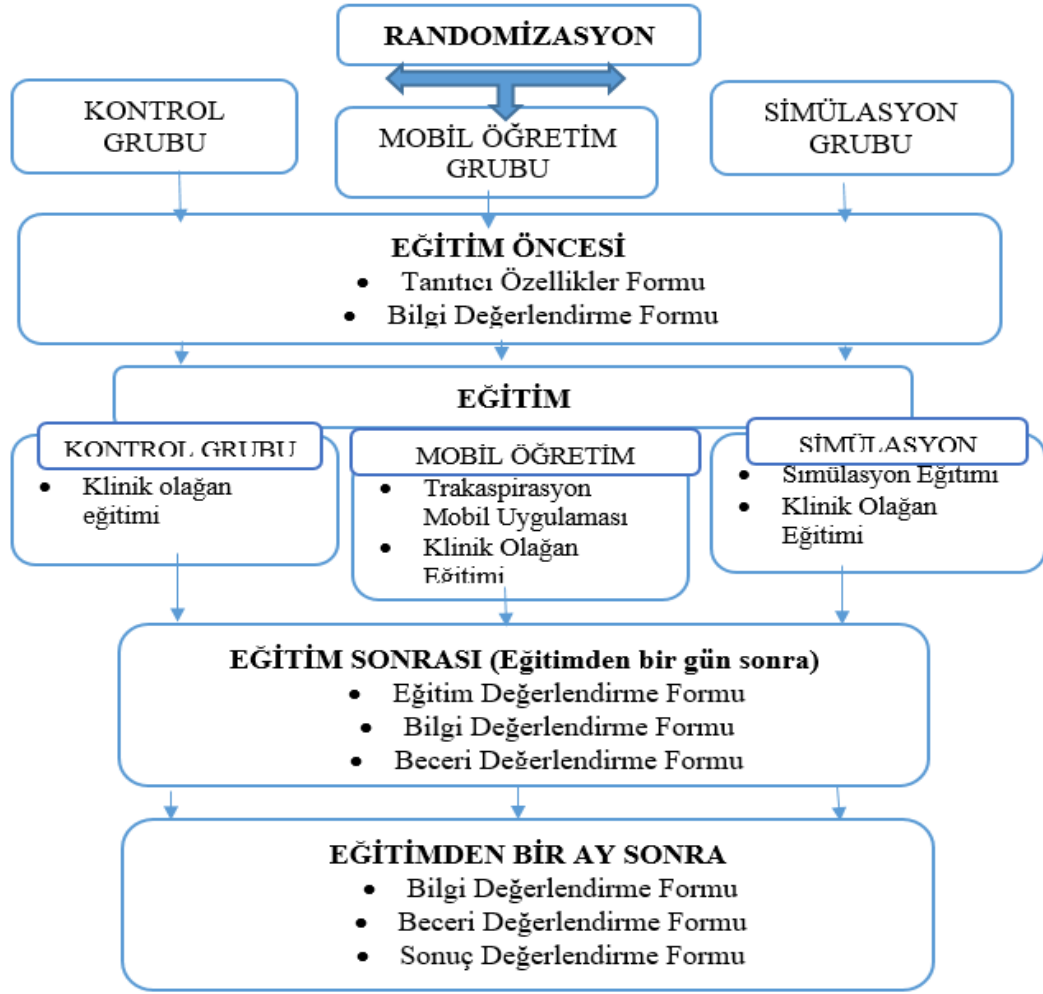 RANDOMİZASYON
KONTROL
GRUBU
MOBİL ÖĞRETİM
GRUBU
SİMÜLASYON
GRUBU
EĞİTİM ÖNCESİ
• Tanıtıcı Özellikler Formu
• Bilgi Değerlendirme Formu
EĞİTİM
KONTROL GRUBU
• Klinik olağan
eğitimi
MOBİL ÖĞRETİM
• Trakaspirasyon
Mobil Uygulaması
• Klinik Olağan
Eğitimi
SİMÜLASYON
• Simülasyon Eğitimi
• Klinik Olağan
Eğitimi
EĞİTİM SONRASI (Eğitimden bir gün sonra)
• Eğitim Değerlendirme Formu
• Bilgi Değerlendirme Formu
• Beceri Değerlendirme Formu
EĞİTİMDEN BİR AY SONRA
• Bilgi Değerlendirme Formu
• Beceri Değerlendirme Formu
• Sonuç Değerlendirme Formu